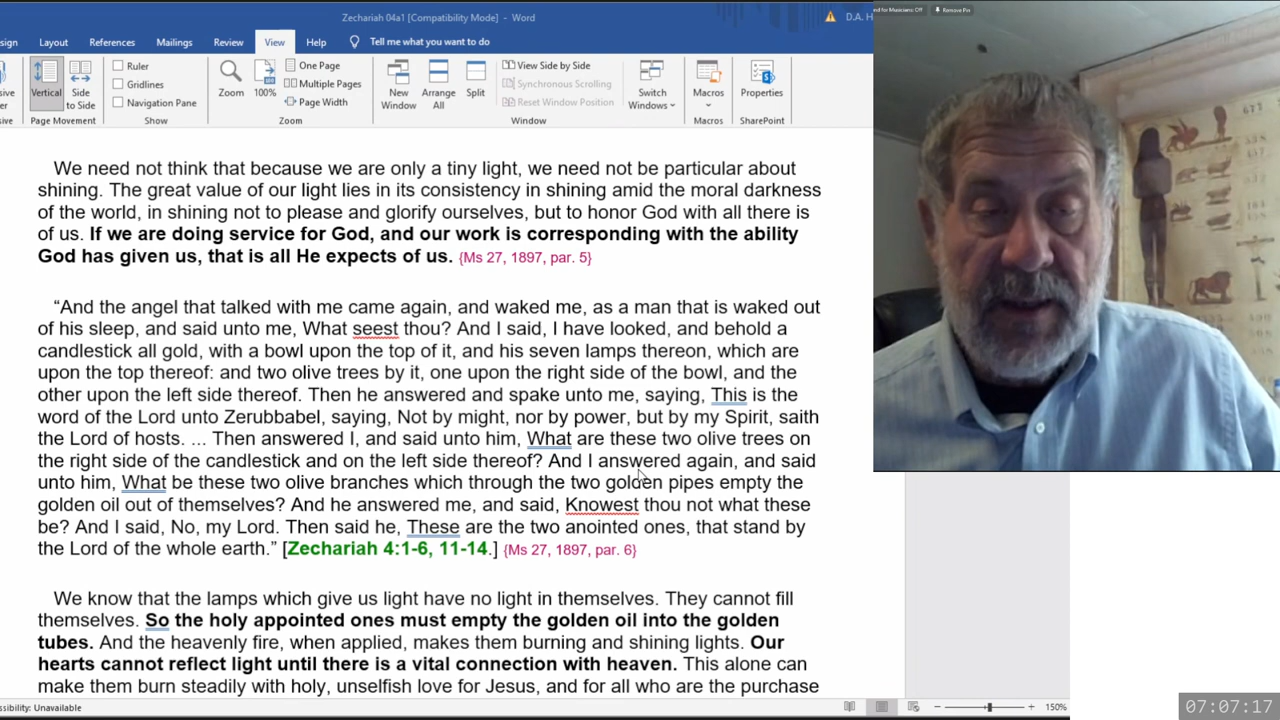 Zechariah 04a1 [Compatibility Mode] - Word
D.A. H
and for Musicians: Off
Remove Pin
sign Layout References Mailings Review View Help Tell me what you want to do
Vertical
Side
to Side
Page Movement
Ruler
Gridlines
Navigation Pane
Show
Zoom
100%
One Page
Multiple Pages
Page Width
Zoom
New
Window
Arrange
All
Split
View Side by Side
Synchronous Scrolling
Reset Window Position
Switch
Windows
Window
Macros
Macros
Properties
SharePoint
We need not think that because we are only a tiny light, we need not be particular about
shining. The great value of our light lies in its consistency in shining amid the moral darkness
of the world, in shining not to please and glorify ourselves, but to honor God with all there is
of us. If we are doing service for God, and our work is corresponding with the ability
God has given us, that is all He expects of us. {Ms 27, 1897, par. 5}
“And the angel that talked with me came again, and waked me, as a man that is waked out
of his sleep, and said unto me, What seest thou? And I said, I have looked, and behold a
candlestick all gold, with a bowl upon the top of it, and his seven lamps thereon, which are
upon the top thereof: and two olive trees by it, one upon the right side of the bowl, and the
other upon the left side thereof. Then he answered and spake unto me, saying, This is the
word of the Lord unto Zerubbabel, saying, Not by might, nor by power, but by my Spirit, saith
the Lord of hosts. ... Then answered I, and said unto him, What are these two olive trees on
the right side of the candlestick and on the left side thereof? And I answered again, and said
unto him, What be these two olive branches which through the two golden pipes empty the
golden oil out of themselves? And he answered me, and said, Knowest thou not what these
be? And I said, No, my Lord. Then said he, These are the two anointed ones, that stand by
the Lord of the whole earth.” [Zechariah 4:1-6, 11-14.] {Ms 27, 1897, par. 6}
We know that the lamps which give us light have no light in themselves. They cannot fill
themselves. So the holy appointed ones must empty the golden oil into the golden
tubes. And the heavenly fire, when applied, makes them burning and shining lights. Our
hearts cannot reflect light until there is a vital connection with heaven. This alone can
make them burn steadily with holy, unselfish love for Jesus, and for all who are the purchase
ssibility: Unavailable
150%
07:07:17